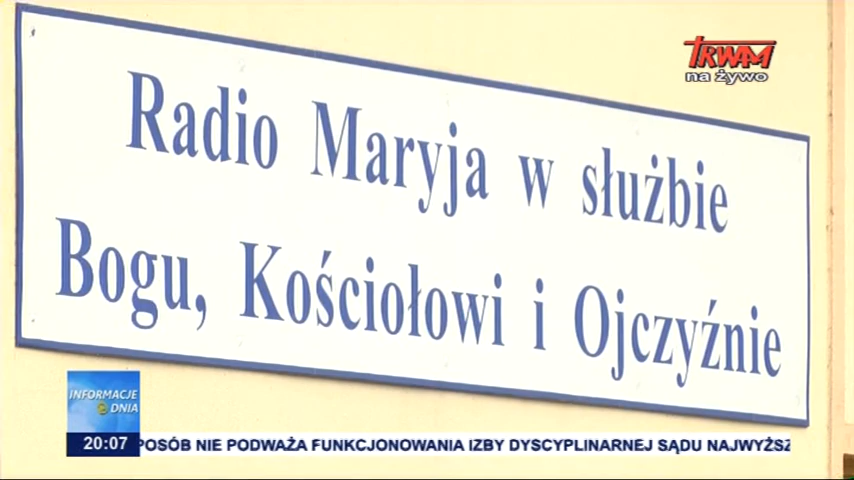 TRWAM
na żywo
Radio Maryja w służbie
Bogu, Kościołowi i Ojczyźnie
INFORMACJE
DNIA
20:07
POSÓB NIE PODWAŻA FUNKCJONOWANIA IZBY DYSCYPLINARNEJ SĄDU NAJWYŻSZ